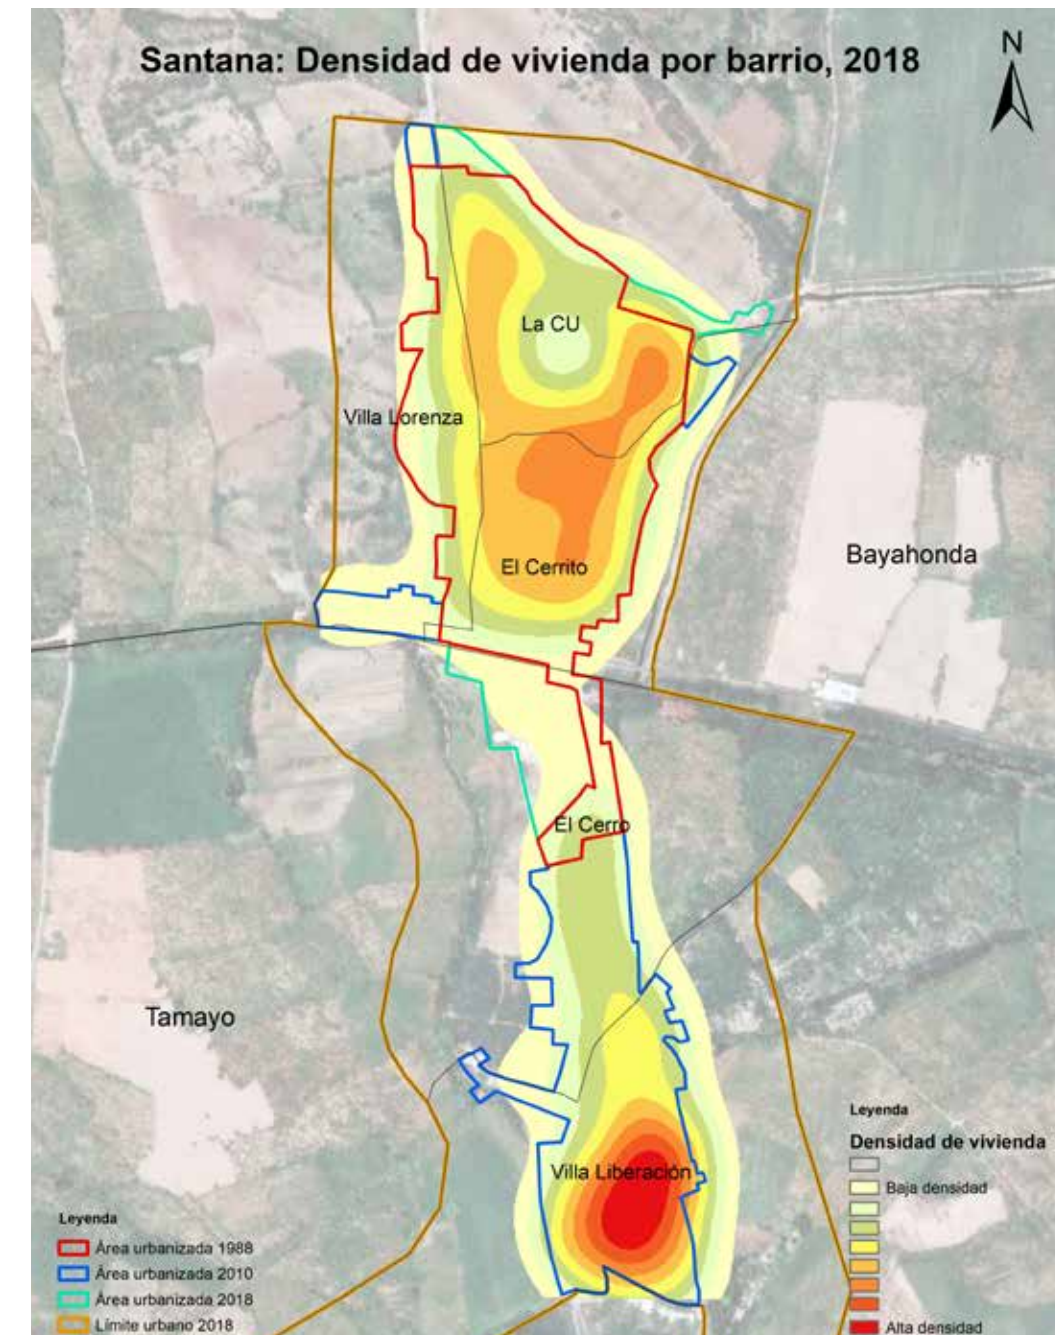 Santana: Densidad de vivienda por barrio, 2018
N
La CU
Villa Lorenza
El Cerrito
Bayahonda
El Cerro
Tamayo
Villa Liberación
Leyenda
Densidad de vivienda
Baja densidad
Alta densidad
Leyenda
Área urbanizada 1988
Área urbanizada 2010
Área urbanizada 2018
Límite urbano 2018